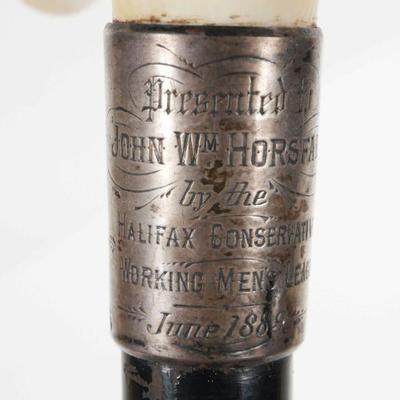 Presented to
JOHN WM HORSFA
by the
HALIFAX CONSERVATIV
WORKING MENS LEAG
June 188